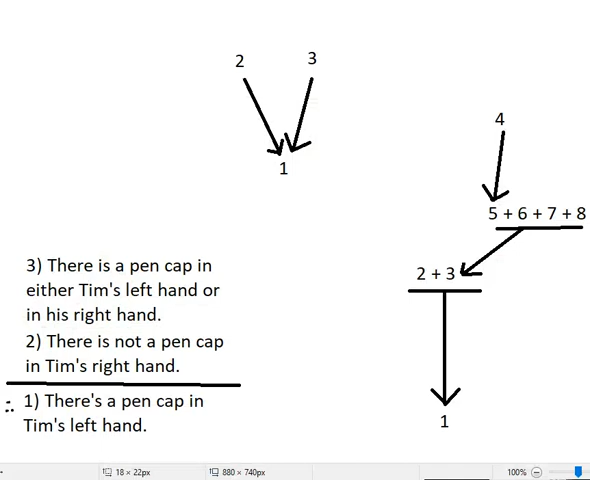 2 3
1
4
5 + 6 + 7 + 8
2 + 3
1
3) There is a pen cap in
either Tim's left hand or
in his right hand.
2) There is not a pen cap
in Tim's right hand.
∴ 1) There's a pen cap in
Tim's left hand.
18 × 22px 880 × 740px 100%